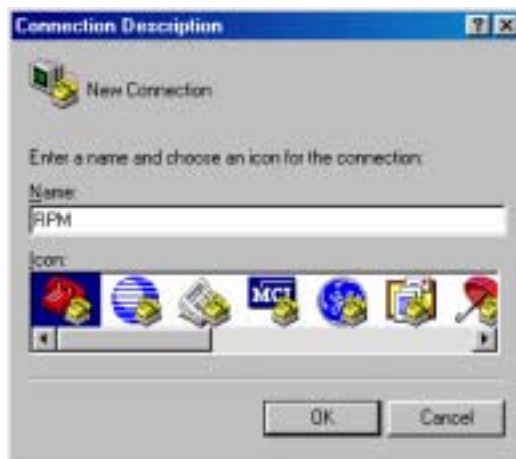 Connection Description
New Connection
Enter a name and choose an icon for the connection:
Name:
RPM
Icon:
MCI
OK
Cancel